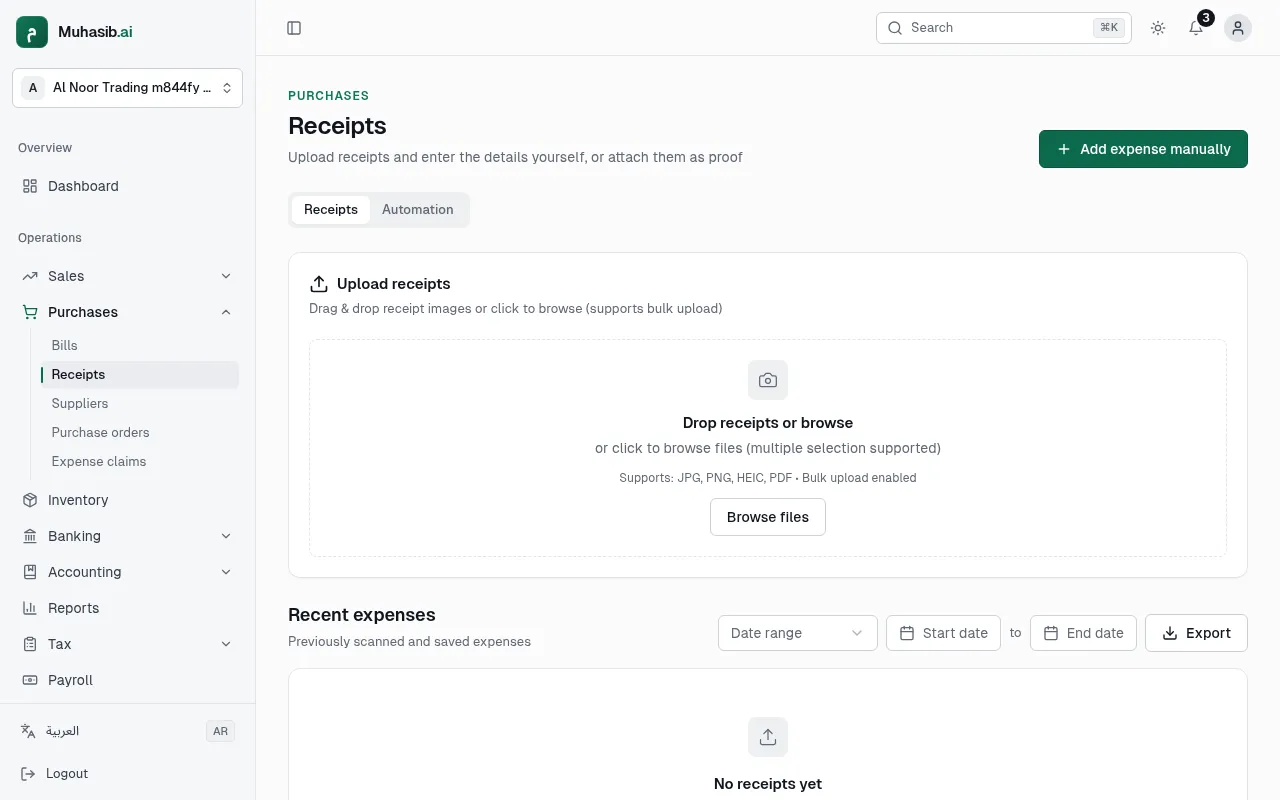 Muhasib.ai
A
Al Noor Trading m844fy ...
Overview
Dashboard
Operations
Sales
Purchases
Bills
Receipts
Suppliers
Purchase orders
Expense claims
Inventory
Banking
Accounting
Reports
Tax
Payroll
العربية
AR
Logout
Search
⌘K
3
PURCHASES
Receipts
Upload receipts and enter the details yourself, or attach them as proof
Add expense manually
Receipts
Automation
Upload receipts
Drag & drop receipt images or click to browse (supports bulk upload)
Drop receipts or browse
or click to browse files (multiple selection supported)
Supports: JPG, PNG, HEIC, PDF • Bulk upload enabled
Browse files
Recent expenses
Previously scanned and saved expenses
Date range
Start date
to
End date
Export
No receipts yet